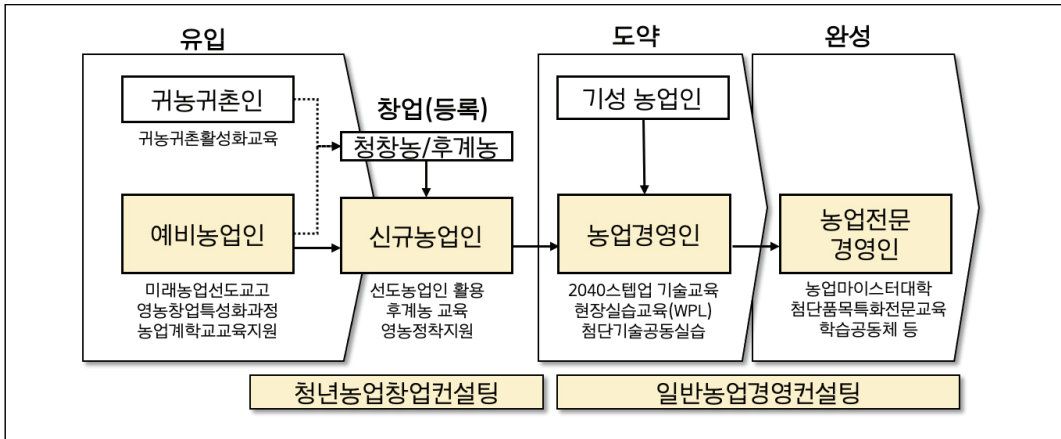 유입
귀농귀촌인
귀농귀촌활성화교육
예비농업인
미래농업선도교고
영농창업특성화과정
농업계학교교육지원
창업(등록)
청창농/후계농
신규농업인
선도농업인 활용
후계농 교육
영농정착지원
도약
기성 농업인
농업경영인
2040스텝업 기술교육
현장실습교육(WPL)
첨단기술공동실습
완성
농업전문
경영인
농업마이스터대학
첨단품목특화전문교육
학습공동체 등
청년농업창업컨설팅
일반농업경영컨설팅